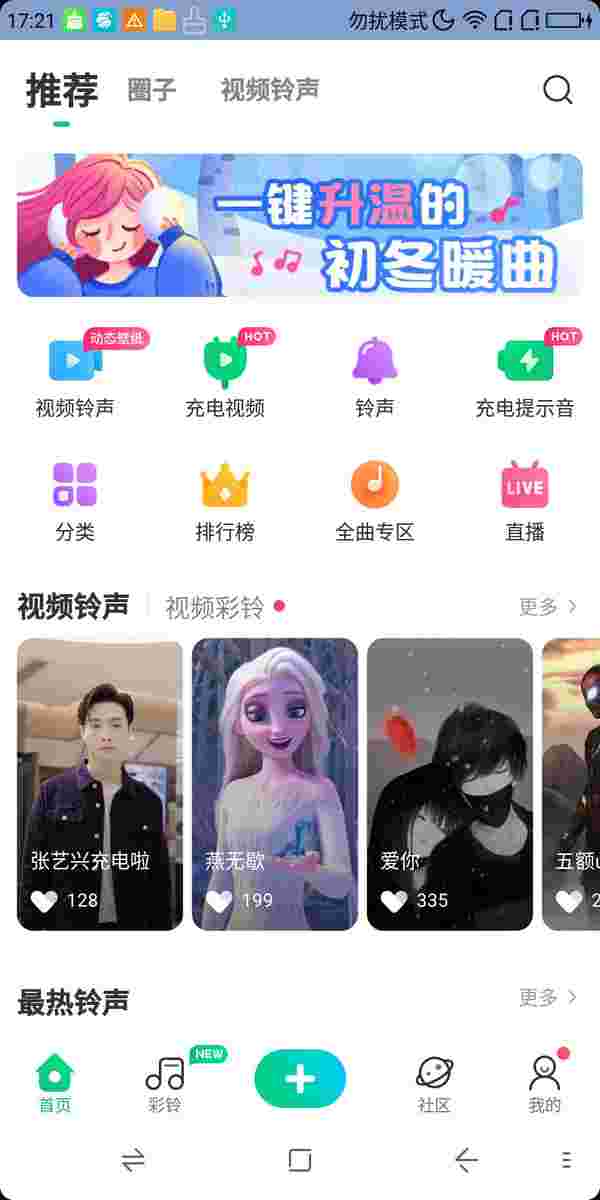 17:21 勿扰模式
推荐 圈子 视频铃声
一键升温的
初冬暖曲
动态壁纸 HOT HOT
视频铃声 充电视频 铃声 充电提示音
LIVE
分类 排行榜 全曲专区 直播
视频铃声 视频彩铃 更多
张艺兴充电啦 燕无歇 爱你 五额
128 199 335 2
最热铃声 更多
NEW
首页 彩铃 社区 我的